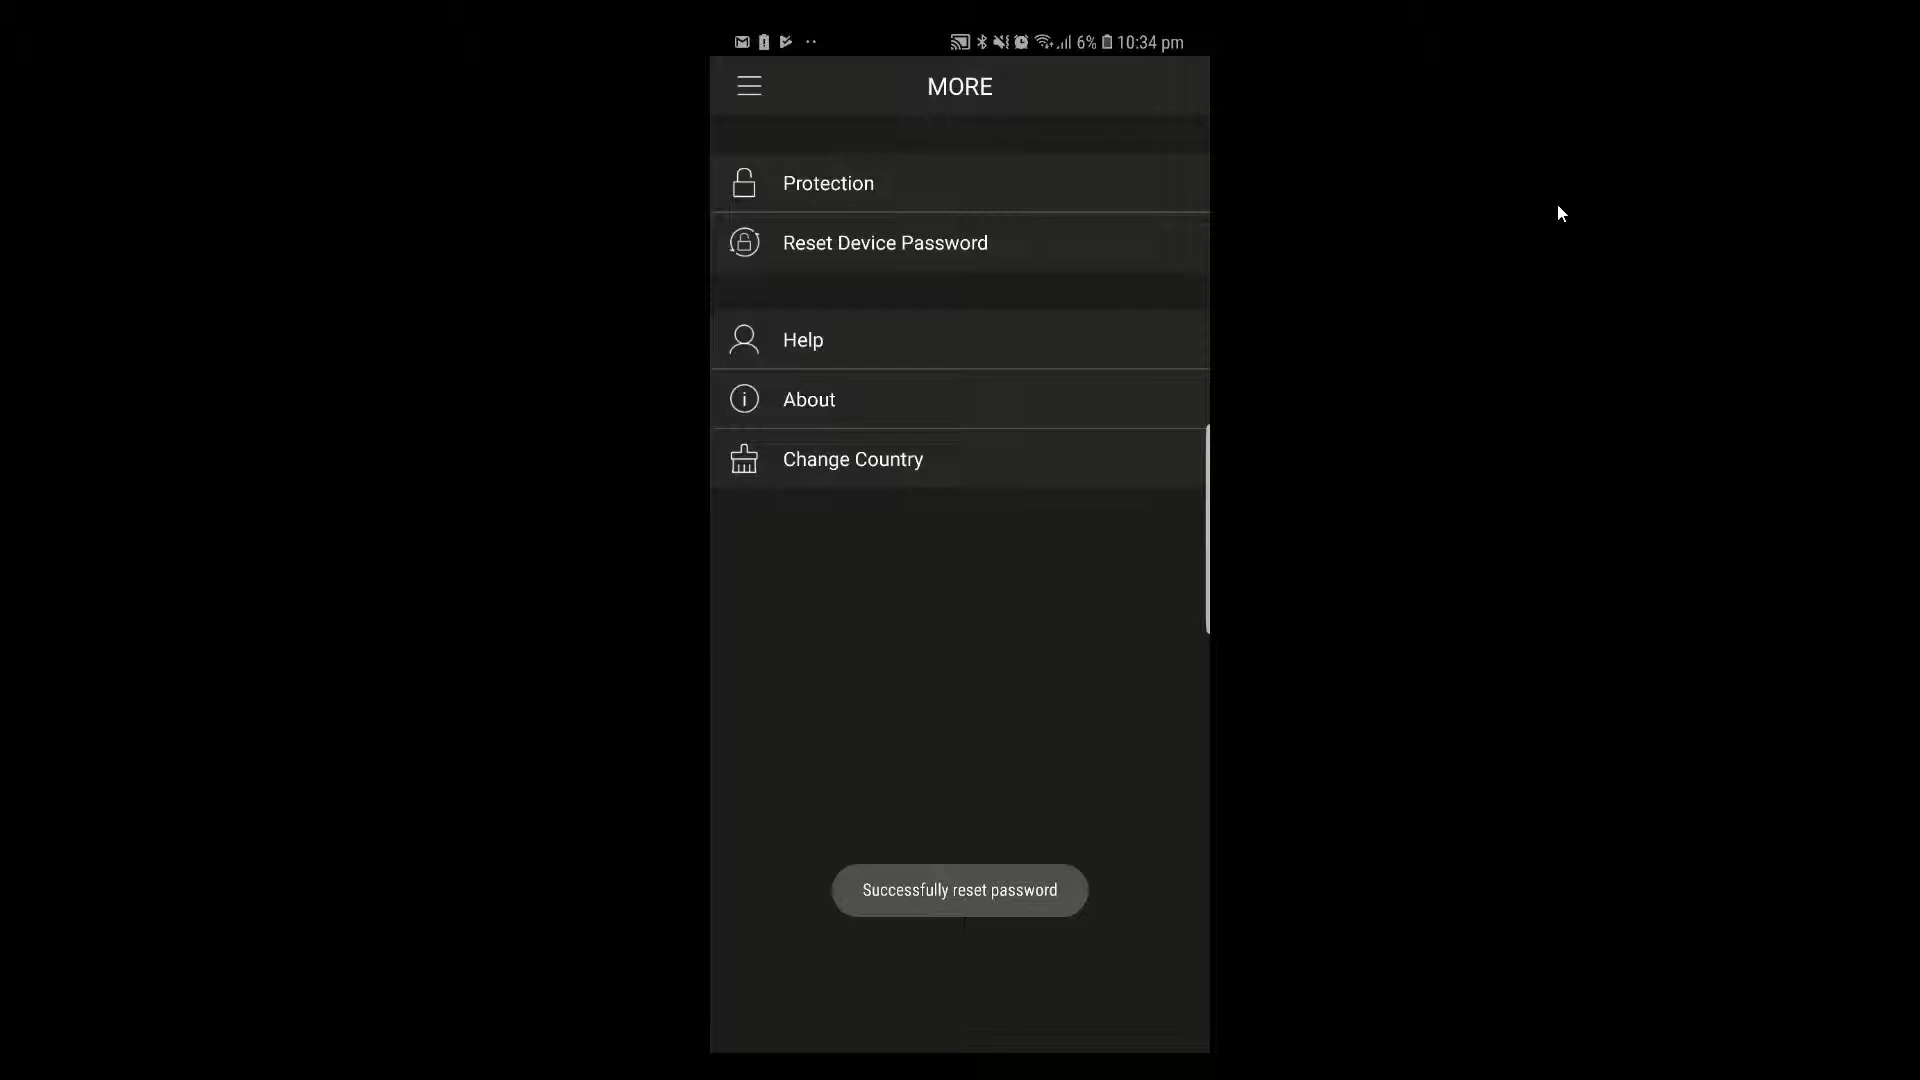 6% 10:34 pm
MORE
Protection
Reset Device Password
Help
About
Change Country
Successfully reset password